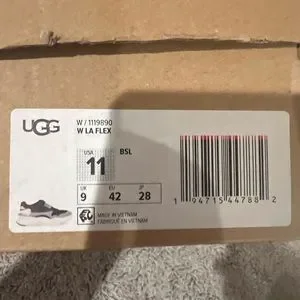 UGG
W / 1119890
W LA FLEX
USA
11
BSL
UK
EU
JP
9
42
28
MADE IN VIETNAM
FABRIQUÉ EN VIETNAM
1 94715 44788 2